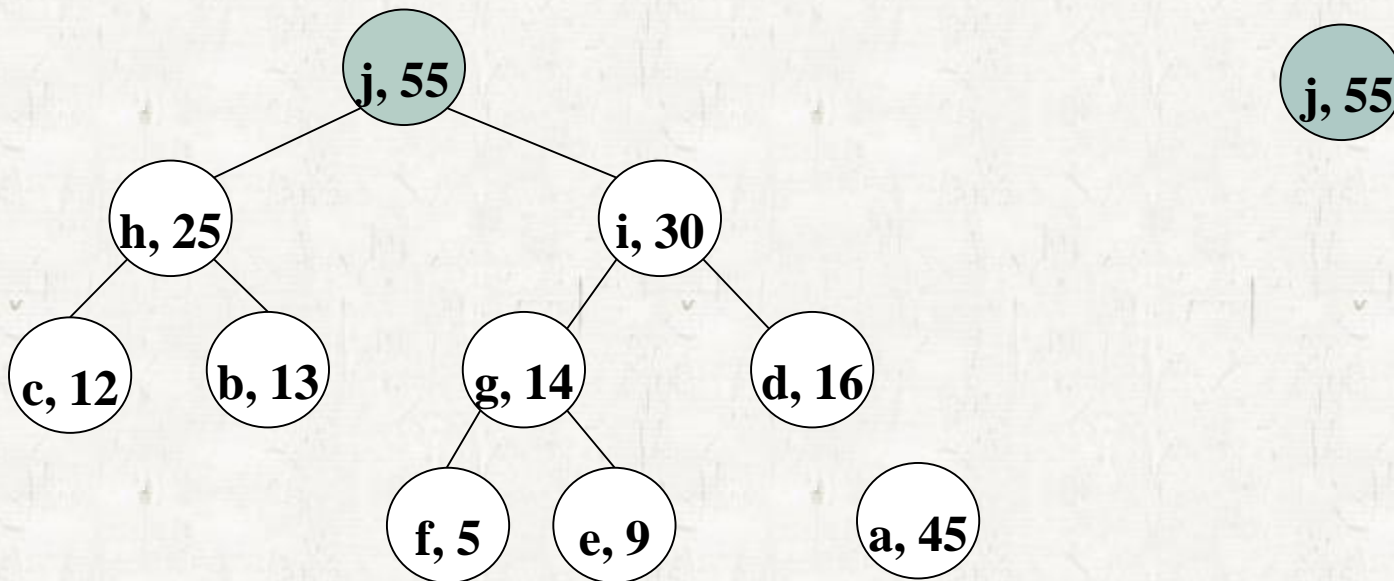 j, 55
j, 55
h, 25
i, 30
c, 12
b, 13
g, 14
d, 16
f, 5
e, 9
a, 45